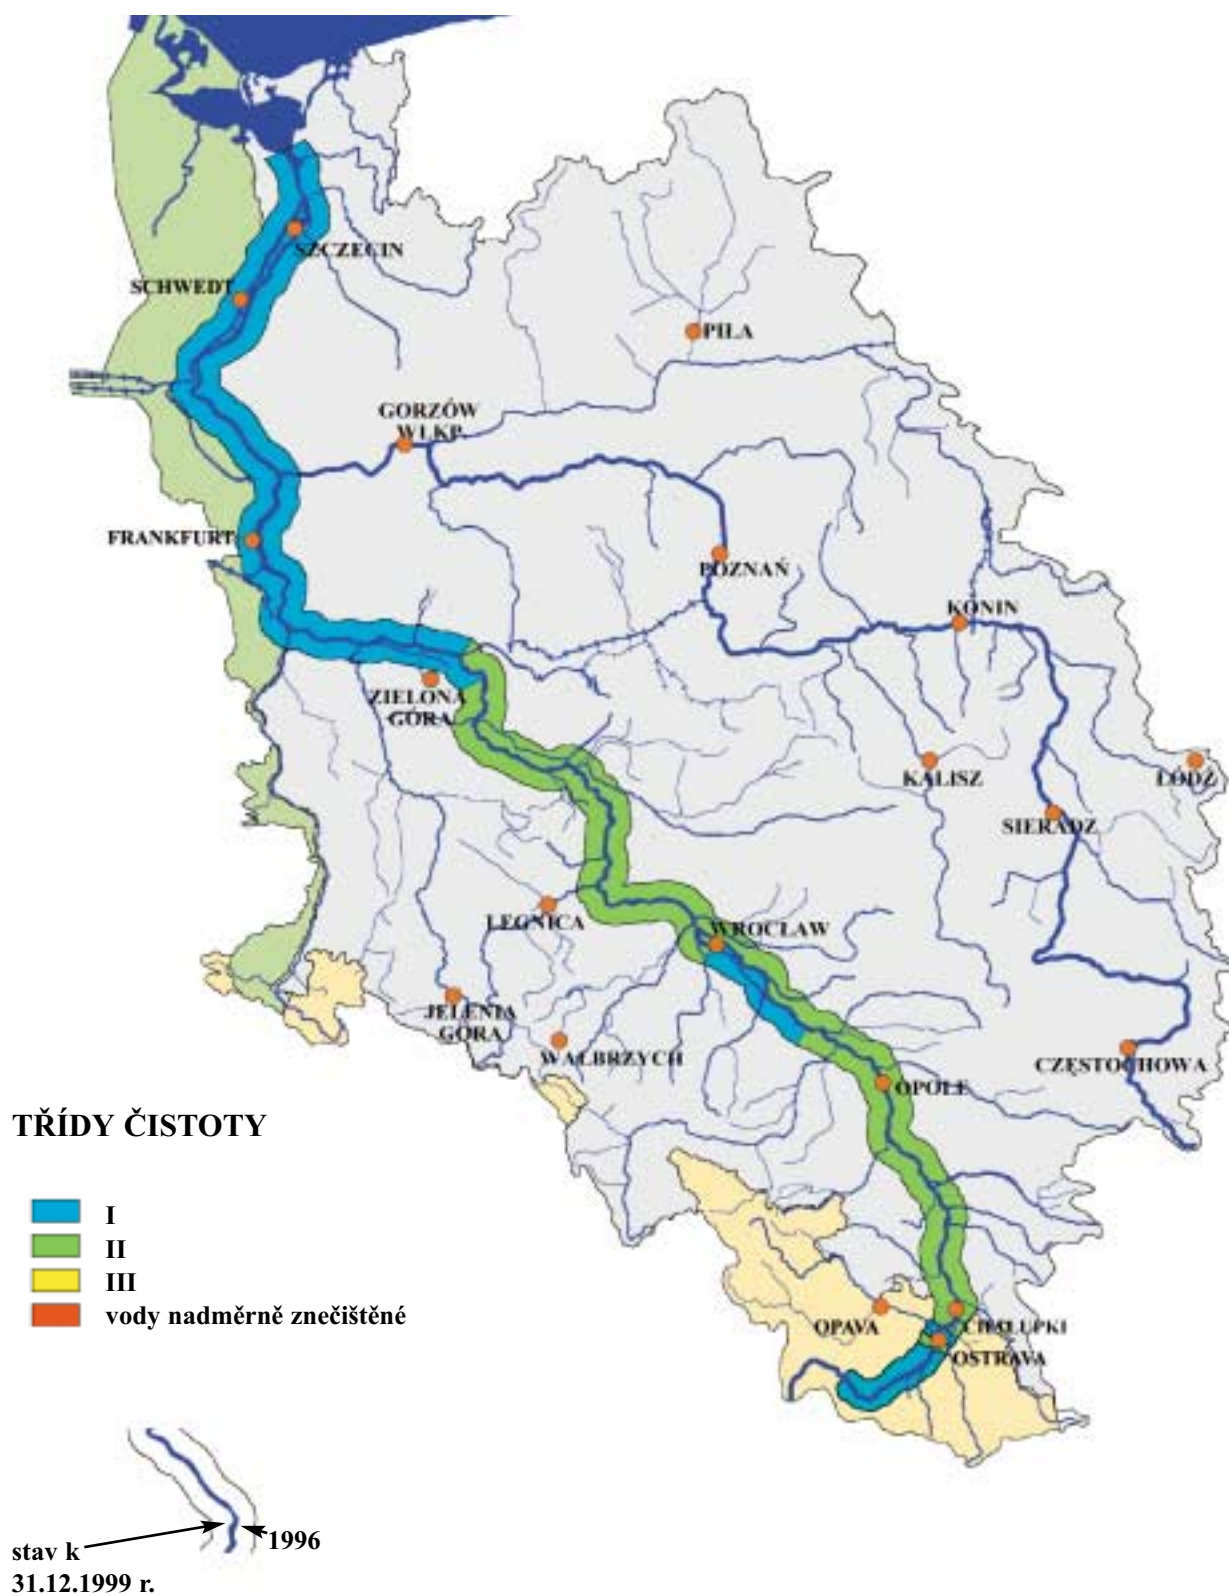 SZCZECIN
SCHWEDT
PIŁA
GORZÓW
WLKP.
FRANKFURT
POZNAŃ
KONIN
ZIELONA
GÓRA
KALISZ
ŁÓDŹ
SIERADZ
LEGNICA
WROCŁAW
JELENIA
GÓRA
WAŁBRZYCH
CZĘSTOCHOWA
OPOLE
TŘÍDY ČISTOTY
I
II
III
vody nadměrně znečištěné
OPAVA
CHAŁUPKI
OSTRAVA
1996
stav k
31.12.1999 r.